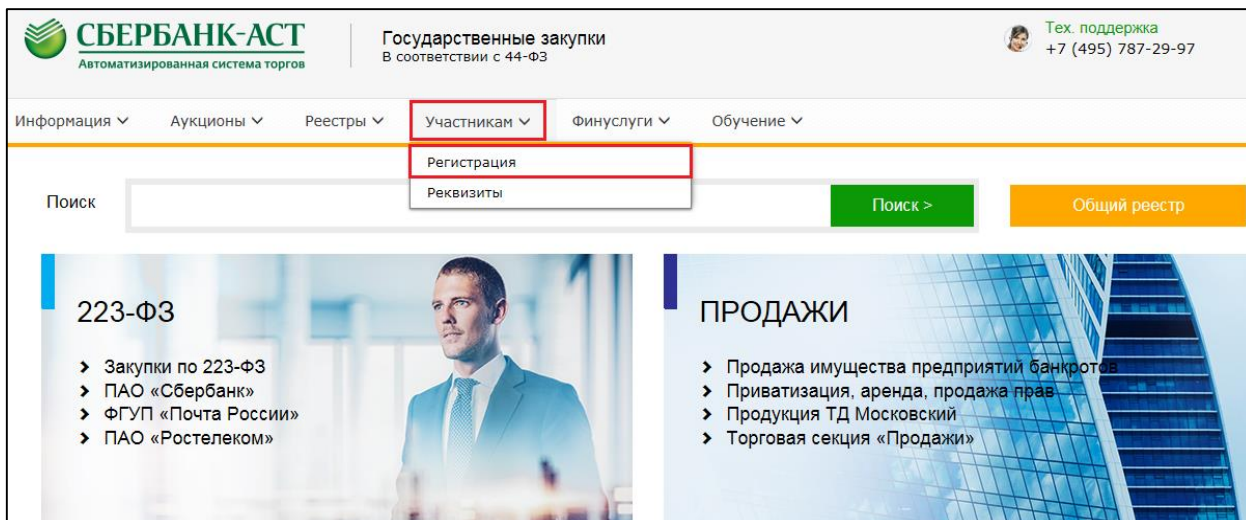 СБЕРБАНК-АСТ
Автоматизированная система торгов
Государственные закупки
В соответствии с 44-ФЗ
Тех. поддержка
+7 (495) 787-29-97
Информация Аукционы Реестры Участникам Финуслуги Обучение
Регистрация
Реквизиты
Поиск
Поиск >
Общий реестр
223-ФЗ
Закупки по 223-ФЗ
ПАО «Сбербанк»
ФГУП «Почта России»
ПАО «Ростелеком»
ПРОДАЖИ
Продажа имущества предприятий банкротов
Приватизация, аренда, продажа прав
Продукция ТД Московский
Торговая секция «Продажи»